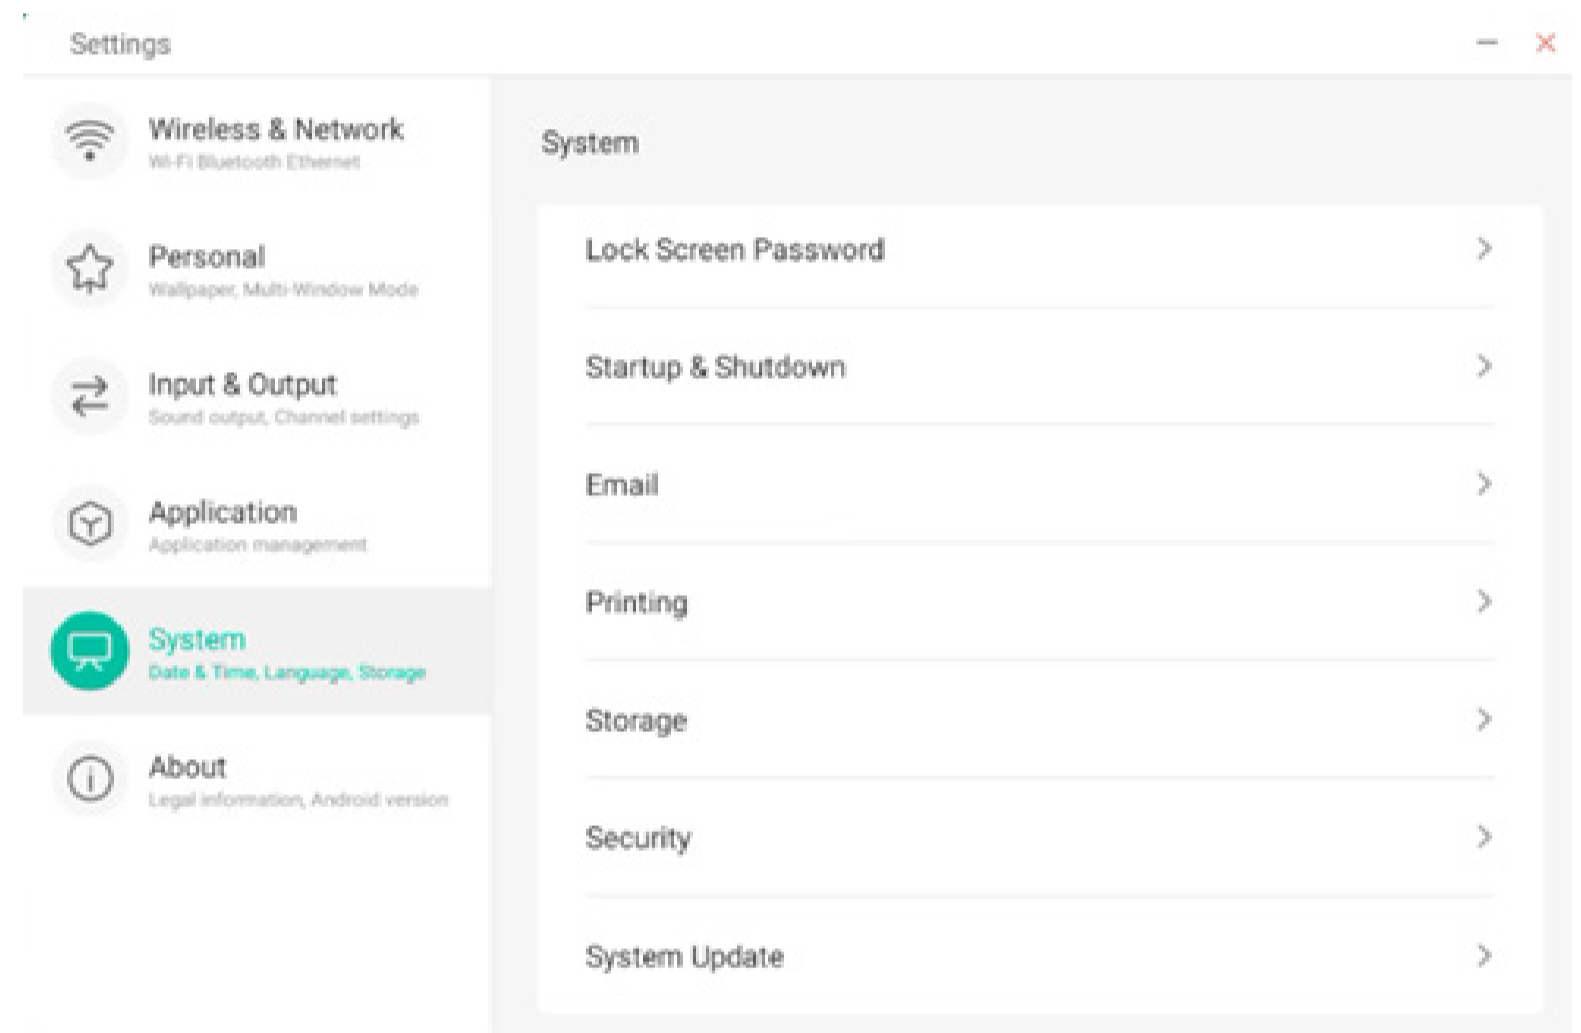 Settings
Wireless & Network
Wi-Fi Bluetooth Ethernet
Personal
Wallpaper, Multi-Window Mode
Input & Output
Sound output, Channel settings
Application
Application management
System
Date & Time, Language, Storage
About
Legal information, Android version
System
Lock Screen Password
Startup & Shutdown
Email
Printing
Storage
Security
System Update